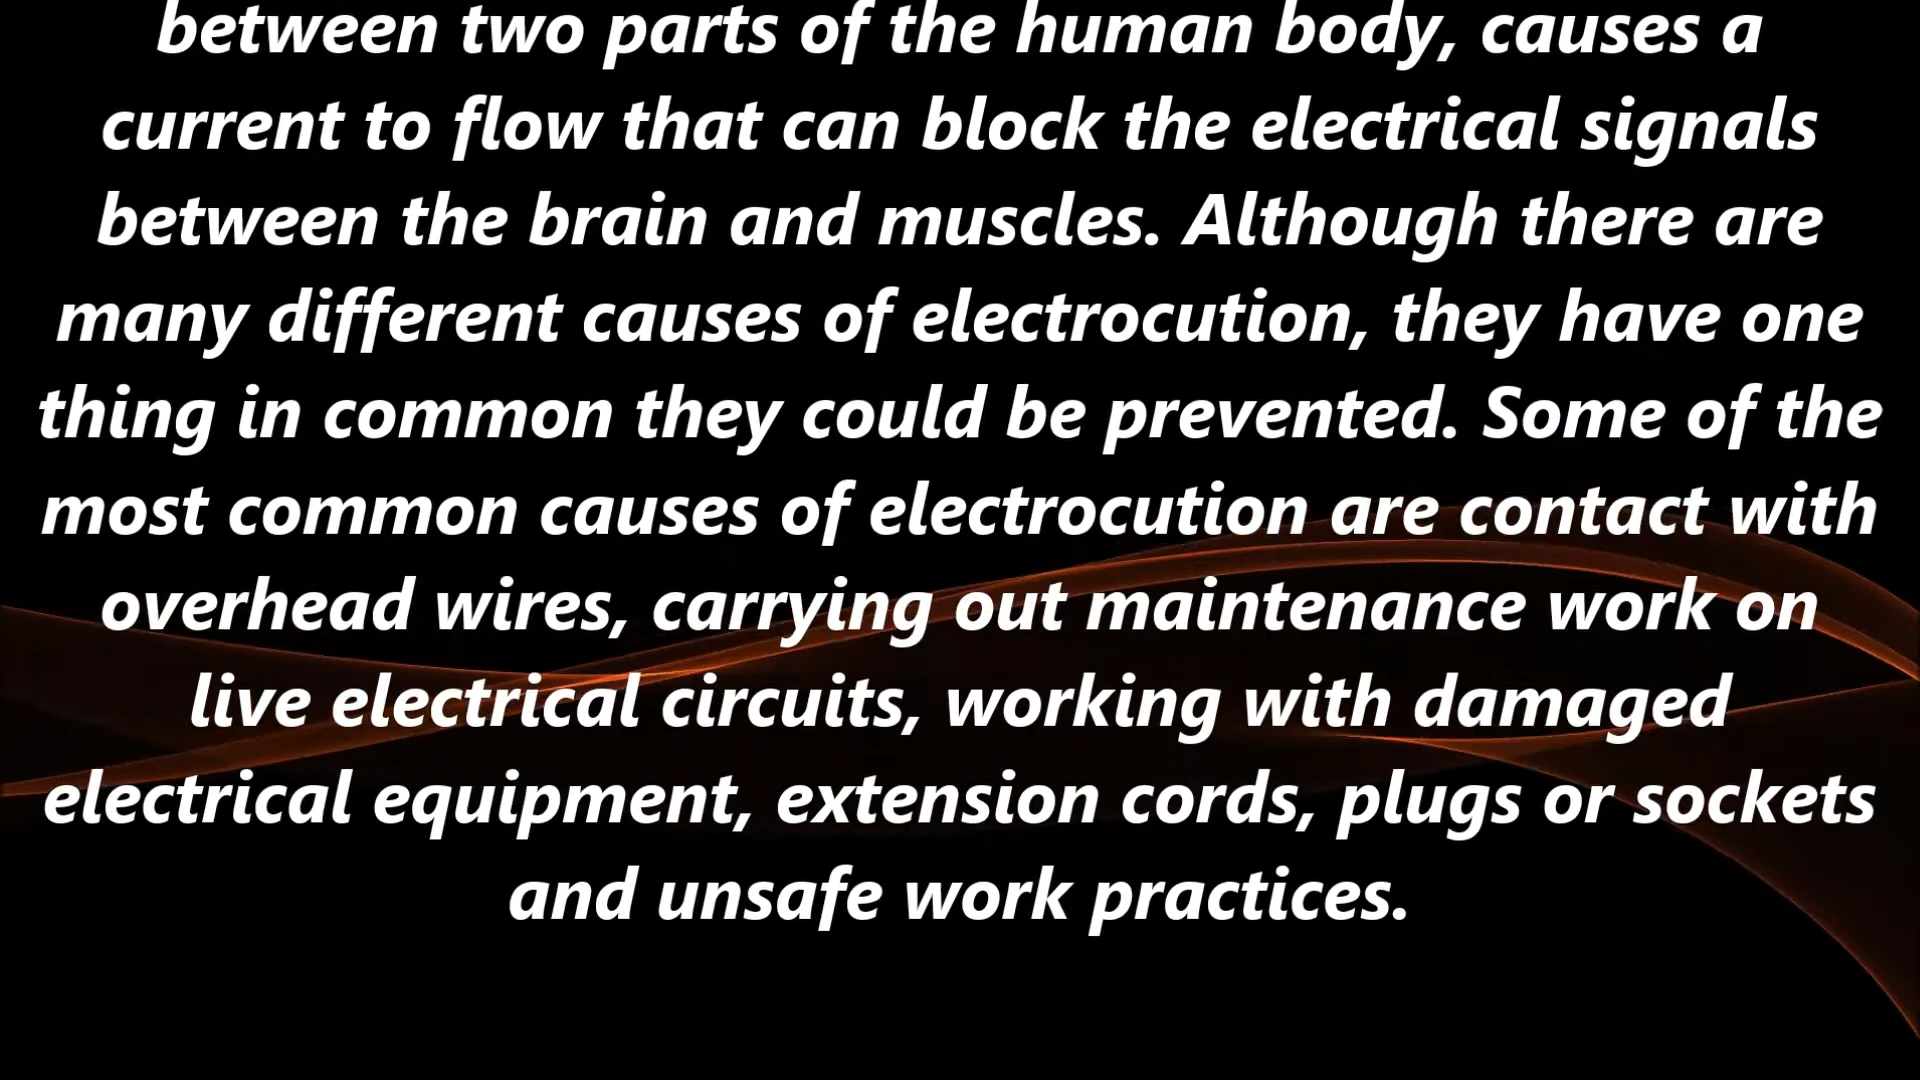 between two parts of the human body, causes a
current to flow that can block the electrical signals
between the brain and muscles. Although there are
many different causes of electrocution, they have one
thing in common they could be prevented. Some of the
most common causes of electrocution are contact with
overhead wires, carrying out maintenance work on
live electrical circuits, working with damaged
electrical equipment, extension cords, plugs or sockets
and unsafe work practices.